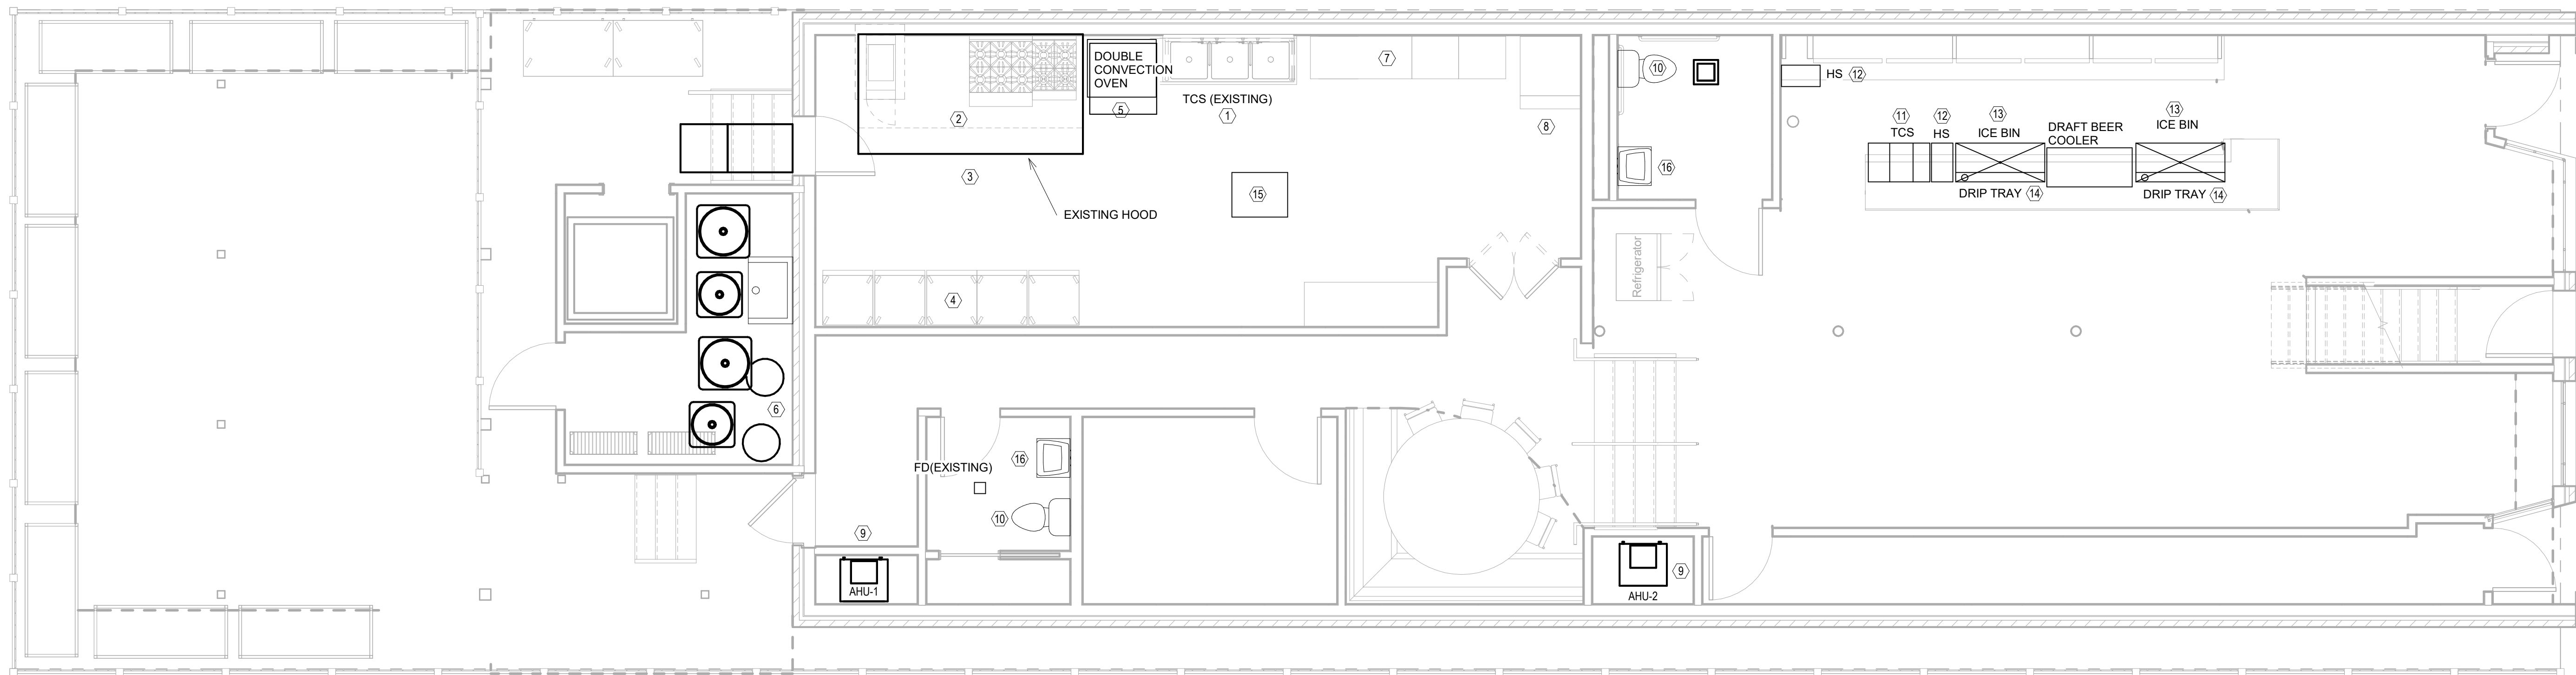 DOUBLE
CONVECTION
OVEN
5
2
3
EXISTING HOOD
TCS (EXISTING)
1
7
8
15
4
6
10
16
Refrigerator
HS 12
11
TCS
12
HS
13
ICE BIN
DRAFT BEER
COOLER
13
ICE BIN
DRIP TRAY 14
DRIP TRAY 14
FD(EXISTING)
16
10
9
AHU-1
9
AHU-2